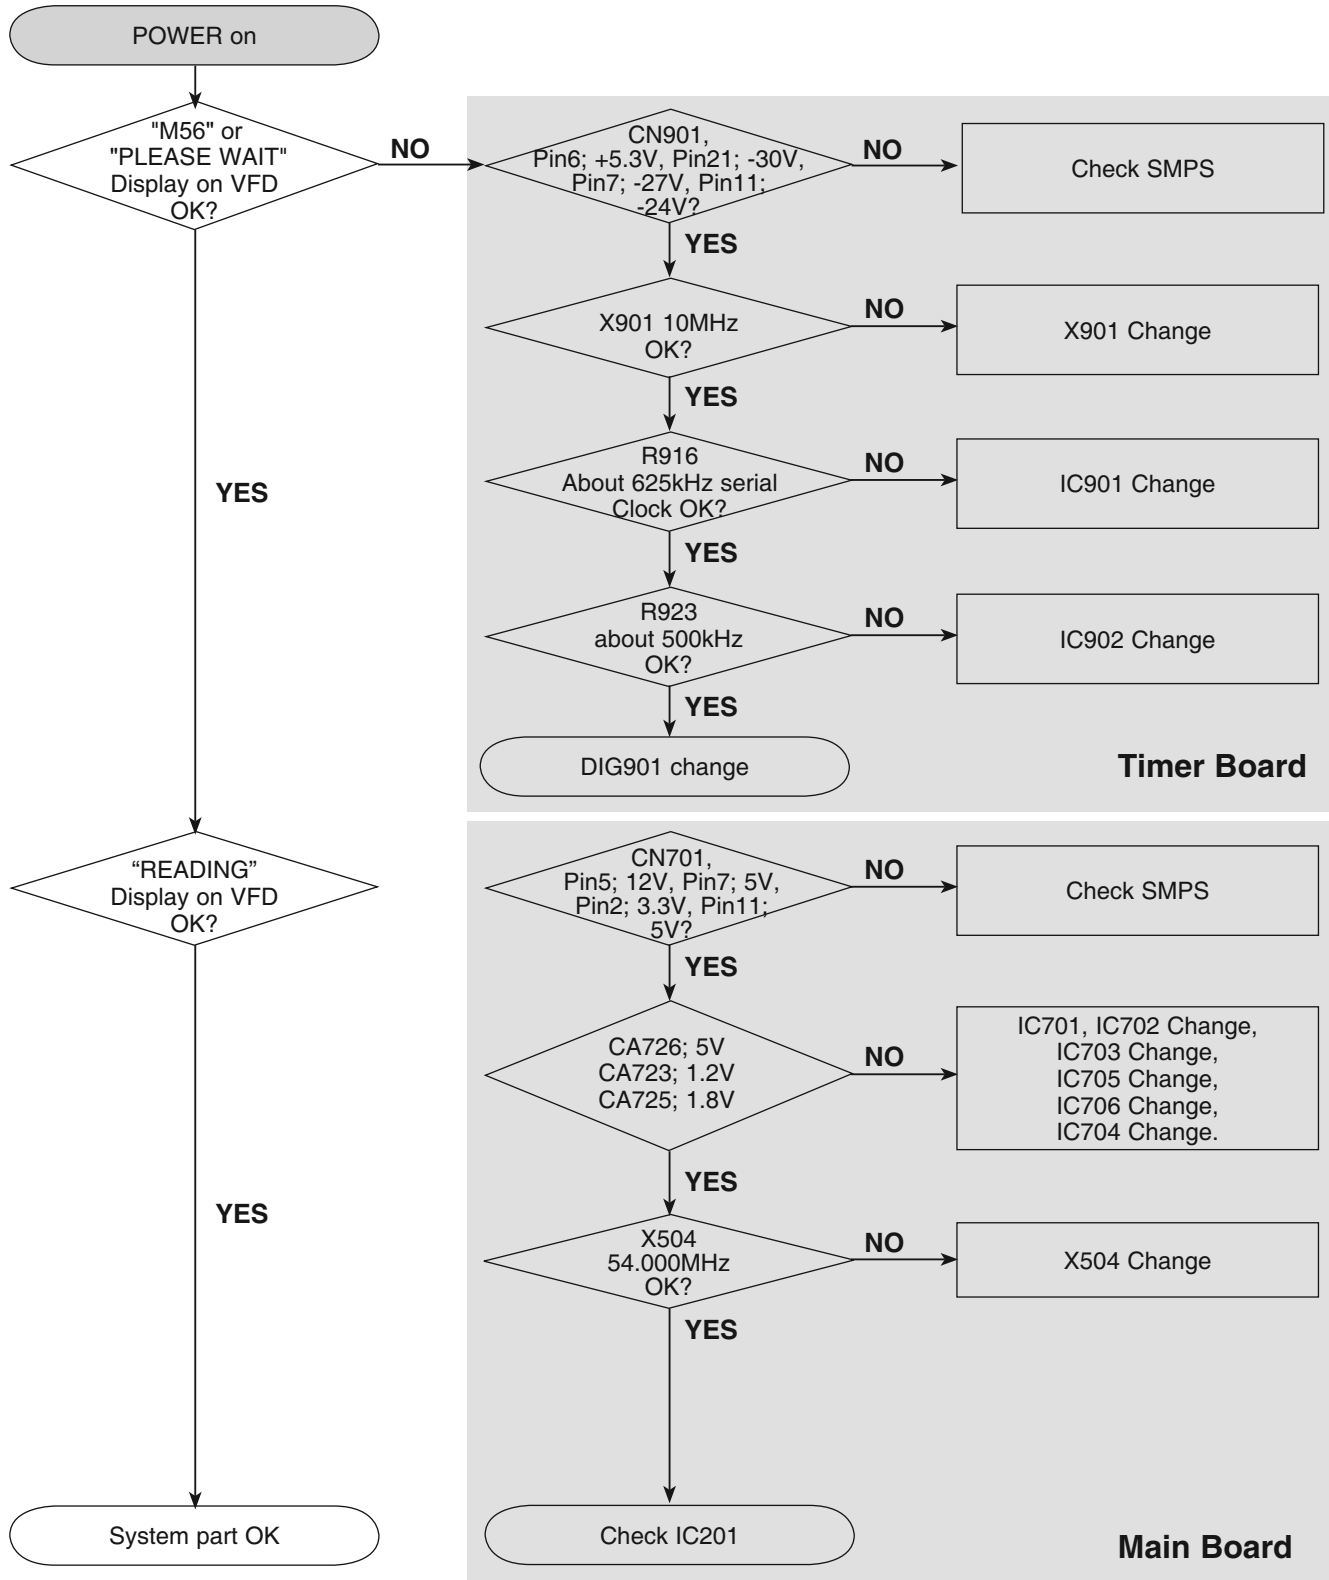 POWER on
"M56" or
"PLEASE WAIT"
Display on VFD
OK?
NO
CN901,
Pin6; +5.3V, Pin21; -30V,
Pin7; -27V, Pin11;
-24V?
NO
Check SMPS
YES
X901 10MHz
OK?
NO
X901 Change
YES
R916
About 625kHz serial
Clock OK?
NO
IC901 Change
YES
YES
R923
about 500kHz
OK?
NO
IC902 Change
YES
DIG901 change
Timer Board
“READING”
Display on VFD
OK?
CN701,
Pin5; 12V, Pin7; 5V,
Pin2; 3.3V, Pin11;
5V?
NO
Check SMPS
YES
CA726; 5V
CA723; 1.2V
CA725; 1.8V
NO
IC701, IC702 Change,
IC703 Change,
IC705 Change,
IC706 Change,
IC704 Change.
YES
YES
X504
54.000MHz
OK?
NO
X504 Change
YES
System part OK
Check IC201
Main Board